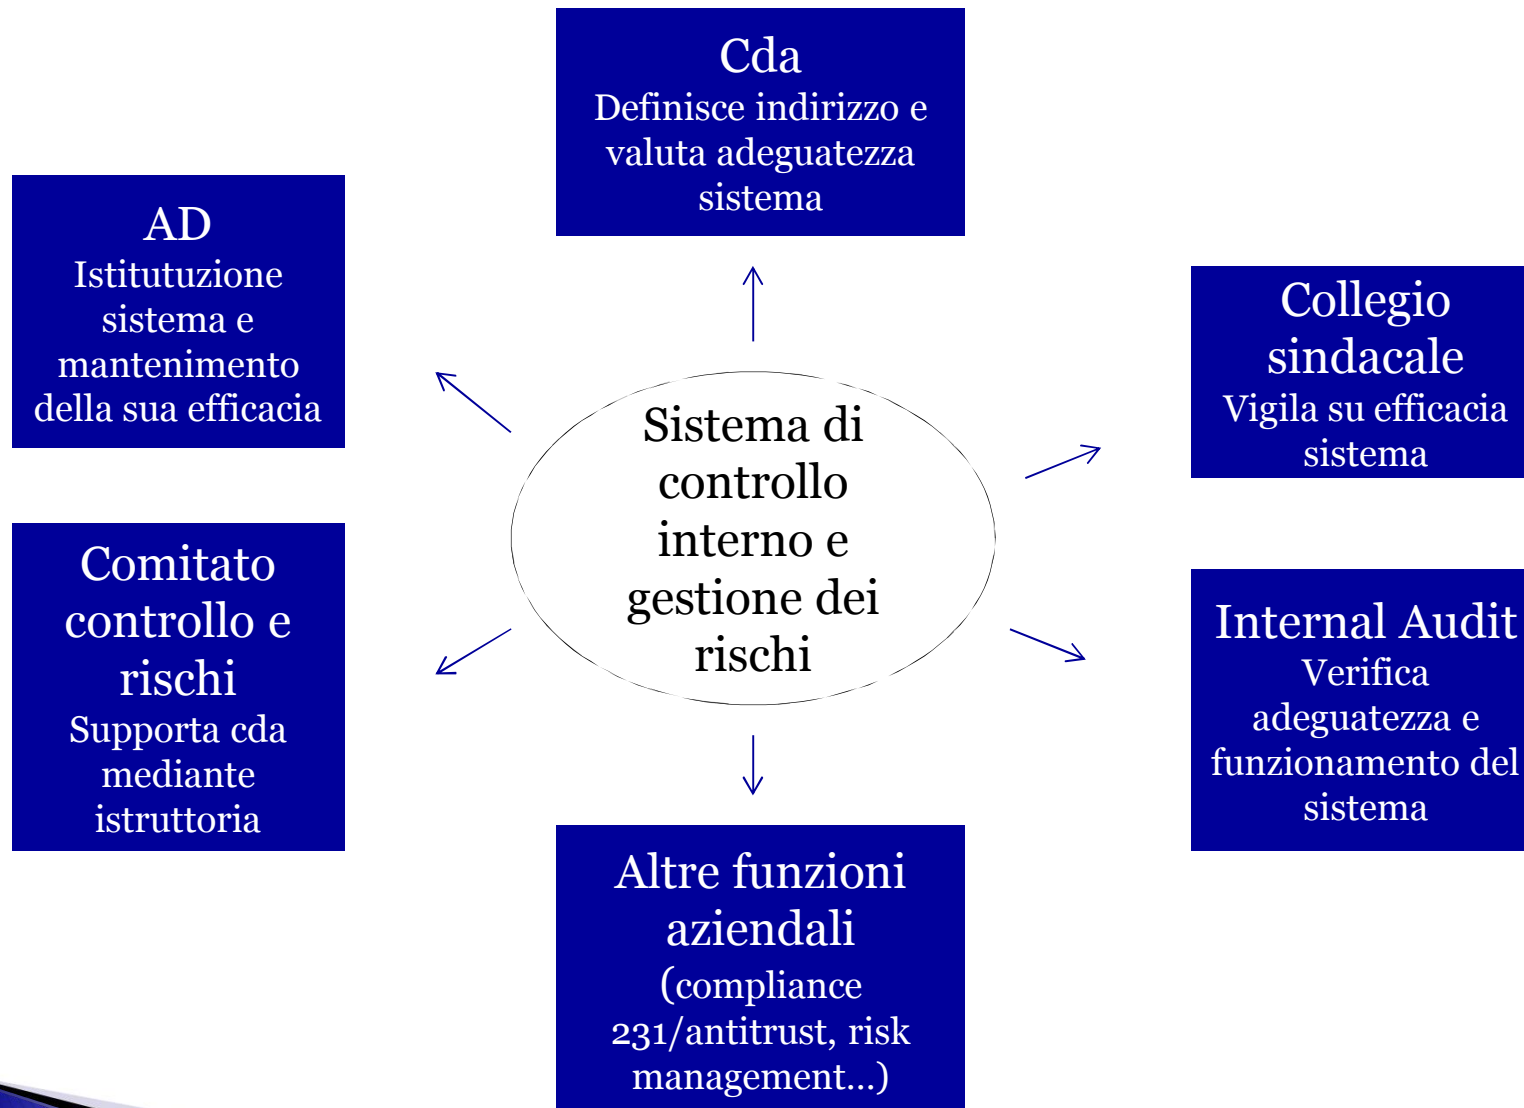 Cda
Definisce indirizzo e
valuta adeguatezza
sistema
AD
Istitutuzione
sistema e
mantenimento
della sua efficacia
Collegio
sindacale
Vigila su efficacia
sistema
Sistema di
controllo
interno e
gestione dei
rischi
Comitato
controllo e
rischi
Supporta cda
mediante
istruttoria
Internal Audit
Verifica
adeguatezza e
funzionamento del
sistema
Altre funzioni
aziendali
(compliance
231/antitrust, risk
management…)